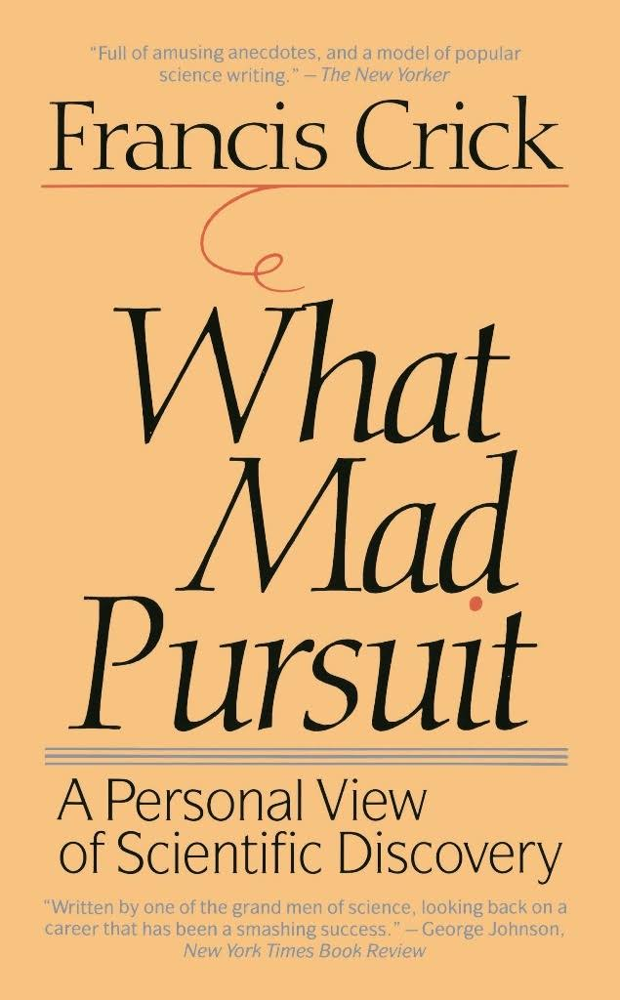 “Full of amusing anecdotes, and a model of popular
science writing.” – The New Yorker
Francis Crick
What
Mad
Pursuit
A Personal View
of Scientific Discovery
“Written by one of the grand men of science, looking back on a
career that has been a smashing success.” – George Johnson,
New York Times Book Review